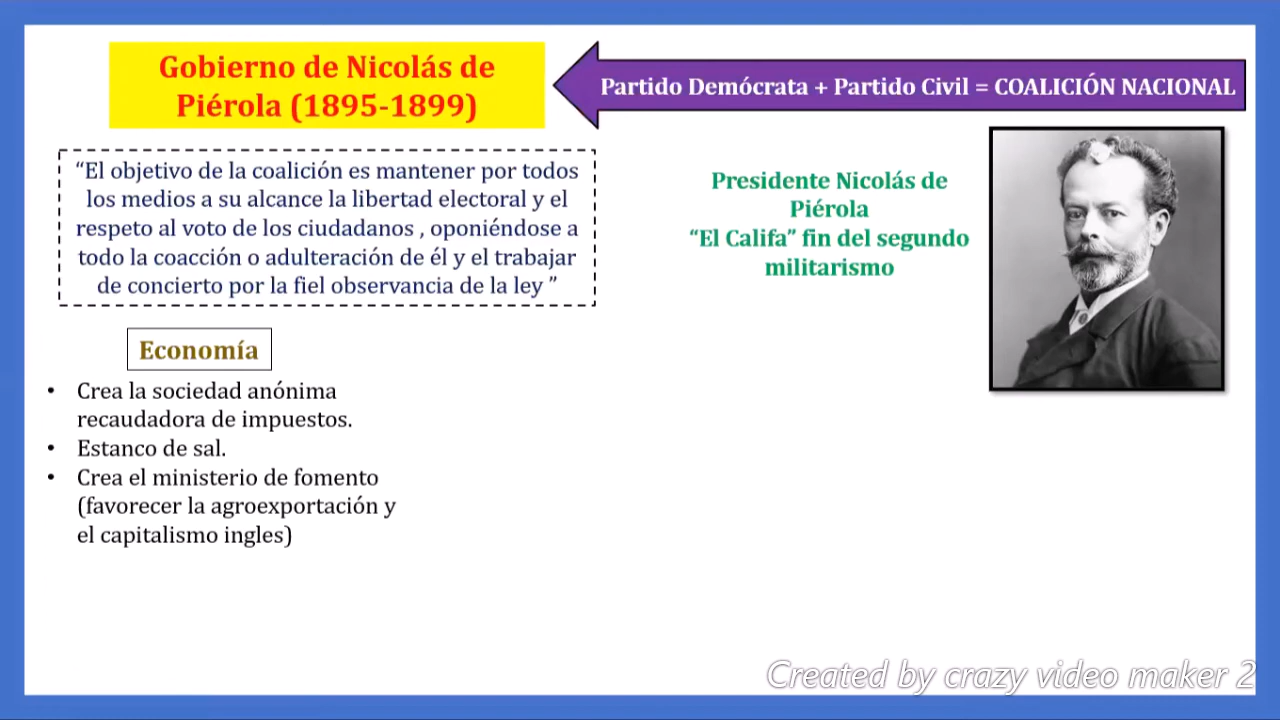 Gobierno de Nicolás de
Piérola (1895-1899)
Partido Demócrata + Partido Civil = COALICIÓN NACIONAL
“El objetivo de la coalición es mantener por todos
los medios a su alcance la libertad electoral y el
respeto al voto de los ciudadanos , oponiéndose a
todo la coacción o adulteración de él y el trabajar
de concierto por la fiel observancia de la ley ”
Presidente Nicolás de
Piérola
“El Califa” fin del segundo
militarismo
Economía
• Crea la sociedad anónima
recaudadora de impuestos.
• Estanco de sal.
• Crea el ministerio de fomento
(favorecer la agroexportación y
el capitalismo ingles)
Created by crazy video maker 2